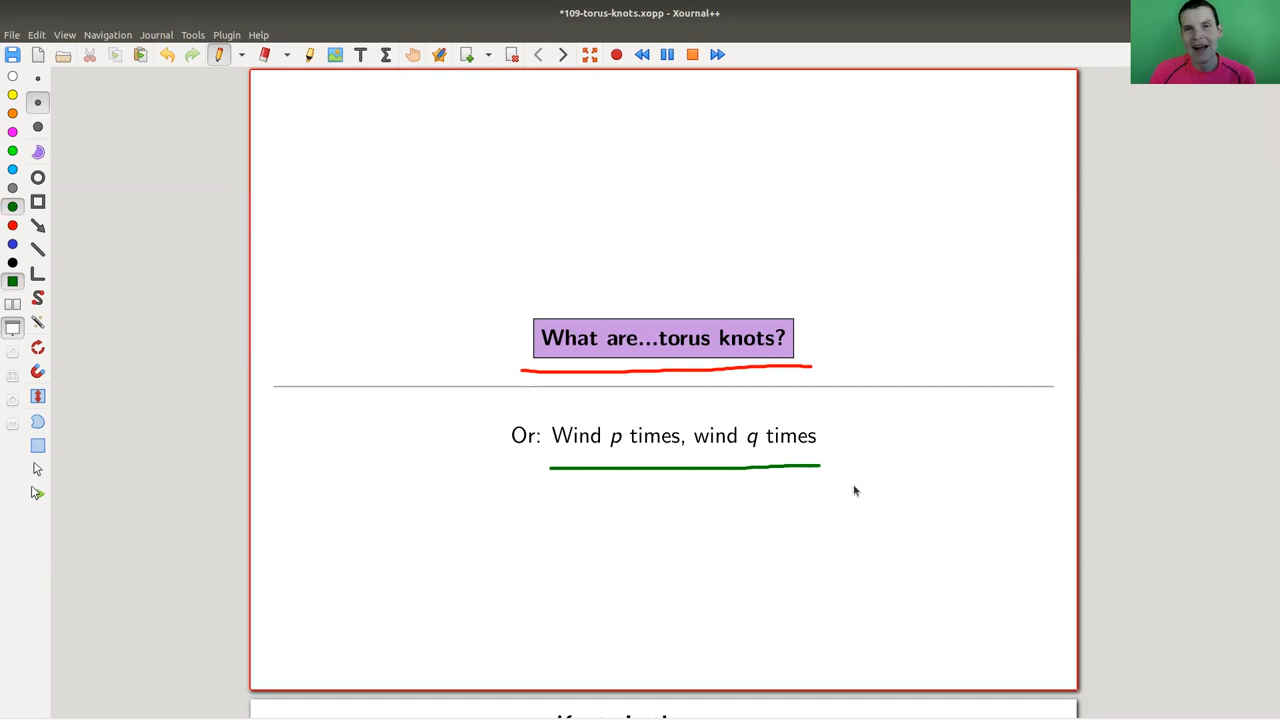 *109-torus-knots.xopp - Xournal++
File Edit View Navigation Journal Tools Plugin Help
What are...torus knots?
Or: Wind p times, wind q times